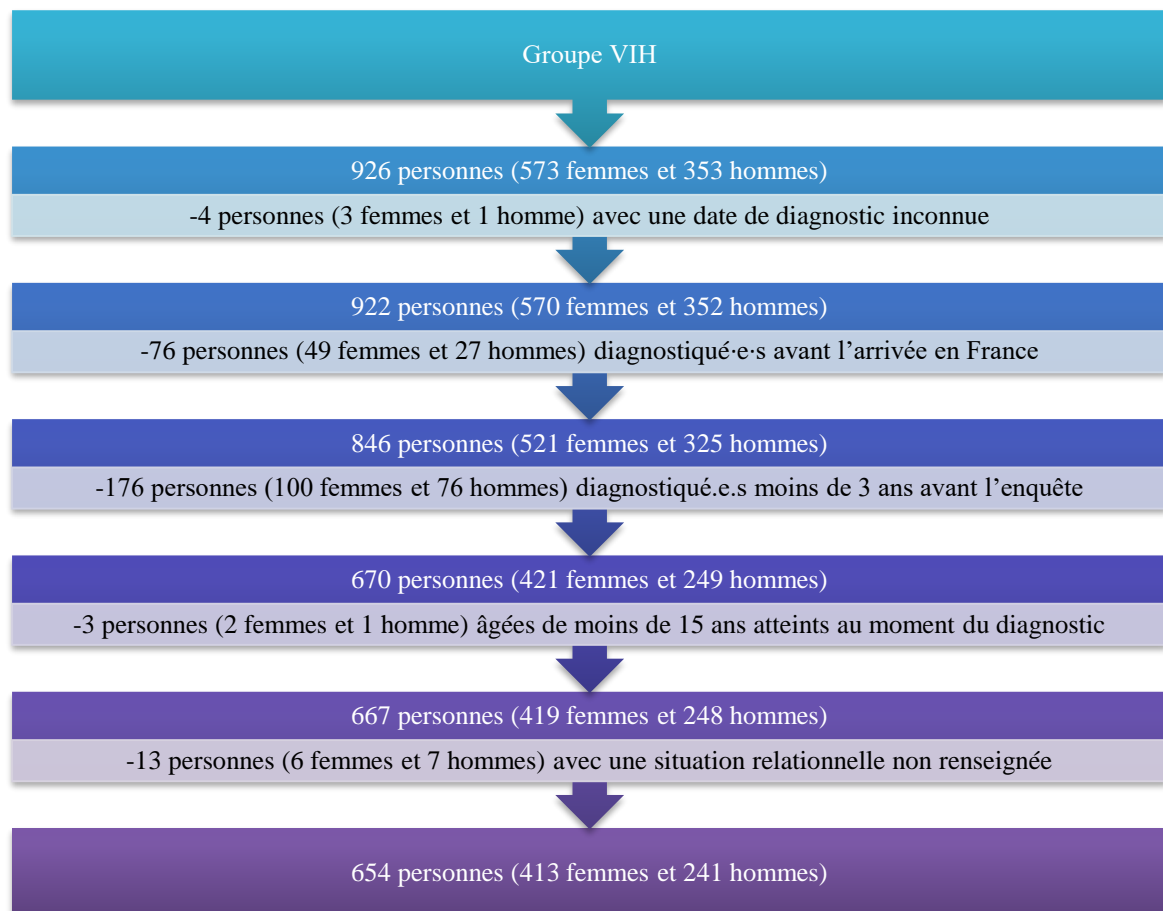 Groupe VIH
926 personnes (573 femmes et 353 hommes)
-4 personnes (3 femmes et 1 homme) avec une date de diagnostic inconnue
922 personnes (570 femmes et 352 hommes)
-76 personnes (49 femmes et 27 hommes) diagnostiqué·e·s avant l’arrivée en France
846 personnes (521 femmes et 325 hommes)
-176 personnes (100 femmes et 76 hommes) diagnostiqué.e.s moins de 3 ans avant l’enquête
670 personnes (421 femmes et 249 hommes)
-3 personnes (2 femmes et 1 homme) âgées de moins de 15 ans atteints au moment du diagnostic
667 personnes (419 femmes et 248 hommes)
-13 personnes (6 femmes et 7 hommes) avec une situation relationnelle non renseignée
654 personnes (413 femmes et 241 hommes)